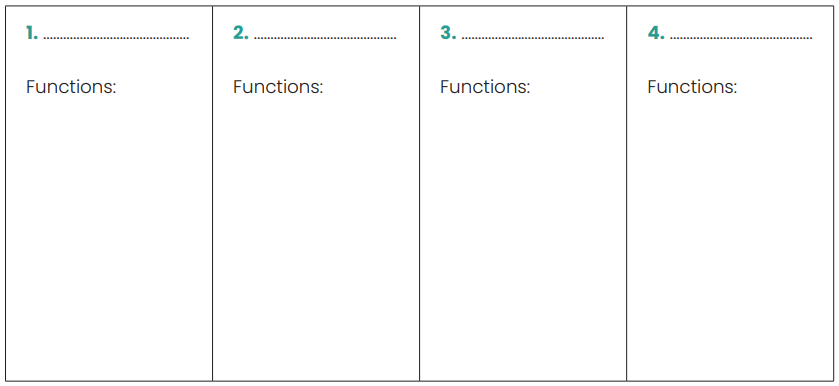 1. ............................................
2. ............................................
3. ............................................
4. ............................................
Functions:
Functions:
Functions:
Functions: